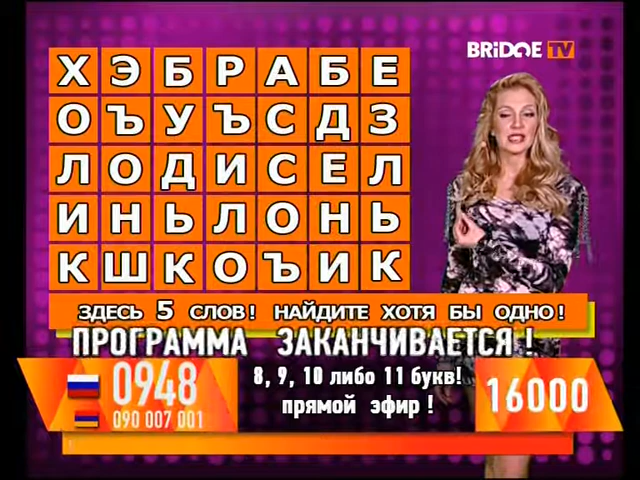 BRIDGE TV
Х Э Б Р А Б Е
О Ъ У Ъ С Д З
Л О Д И С Е Л
И Н Ь Л О Н Ь
К Ш К О Ъ И К
ЗДЕСЬ 5 СЛОВ! НАЙДИТЕ ХОТЯ БЫ ОДНО!
ПРОГРАММА ЗАКАНЧИВАЕТСЯ!
0948
090 007 001
8, 9, 10 либо 11 букв!
прямой эфир!
16000